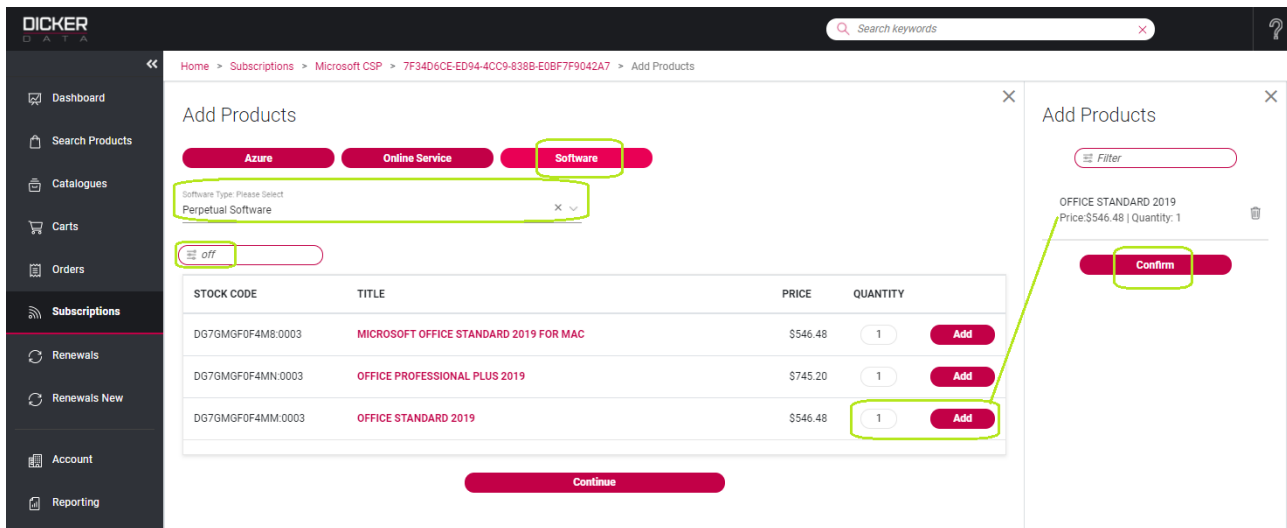 DICKER
DATA
Search keywords
Home > Subscriptions > Microsoft CSP > 7F34D6CE-ED94-4CC9-838B-E0BF7F9042A7 > Add Products
Dashboard
Search Products
Catalogues
Carts
Orders
Subscriptions
Renewals
Renewals New
Account
Reporting
Add Products
Azure
Online Service
Software
Software Type: Please Select
Perpetual Software
off
STOCK CODE TITLE PRICE QUANTITY
DG7GMGF0F4M8:0003 MICROSOFT OFFICE STANDARD 2019 FOR MAC $546.48 1 Add
DG7GMGF0F4MN:0003 OFFICE PROFESSIONAL PLUS 2019 $745.20 1 Add
DG7GMGF0F4MM:0003 OFFICE STANDARD 2019 $546.48 1 Add
Continue
Add Products
Filter
OFFICE STANDARD 2019
Price:$546.48 | Quantity: 1
Confirm